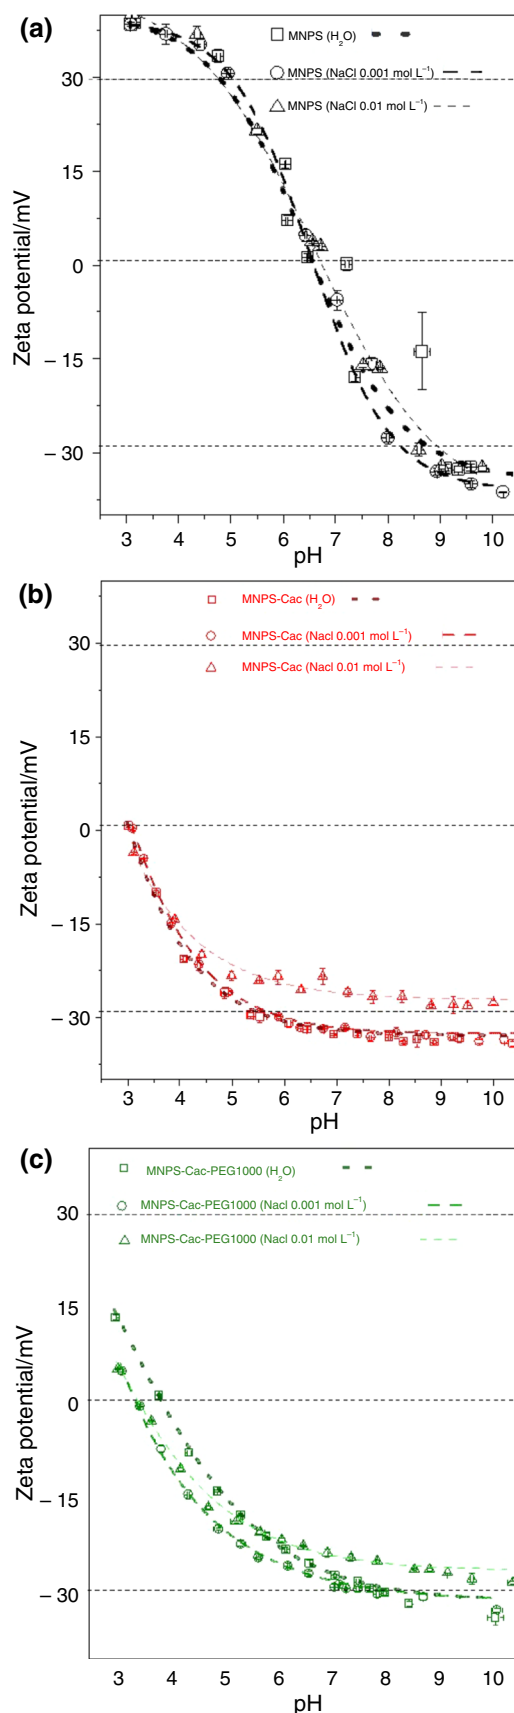 (a)
MNPS (H2O)
MNPS (NaCl 0.001 mol L−1)
MNPS (NaCl 0.01 mol L−1)
Zeta potential/mV
30
15
0
− 15
− 30
3 4 5 6 7 8 9 10
pH
(b)
MNPS-Cac (H2O)
MNPS-Cac (Nacl 0.001 mol L−1)
MNPS-Cac (Nacl 0.01 mol L−1)
Zeta potential/mV
30
15
0
− 15
− 30
3 4 5 6 7 8 9 10
pH
(c)
MNPS-Cac-PEG1000 (H2O)
MNPS-Cac-PEG1000 (Nacl 0.001 mol L−1)
MNPS-Cac-PEG1000 (Nacl 0.01 mol L−1)
Zeta potential/mV
30
15
0
− 15
− 30
3 4 5 6 7 8 9 10
pH